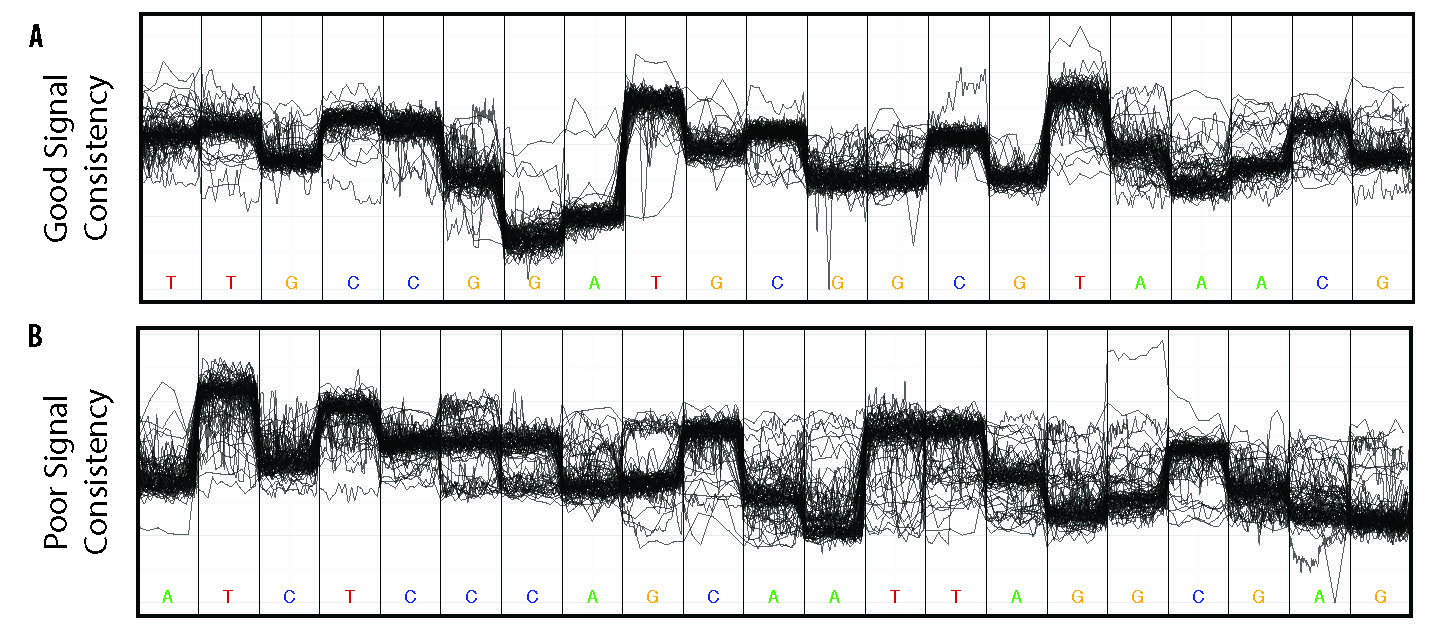 A
Good Signal
Consistency
T T G C C G G A T G C G G C G T A A A C G
B
Poor Signal
Consistency
A T C T C C C A G C A A T T A G G C G A G